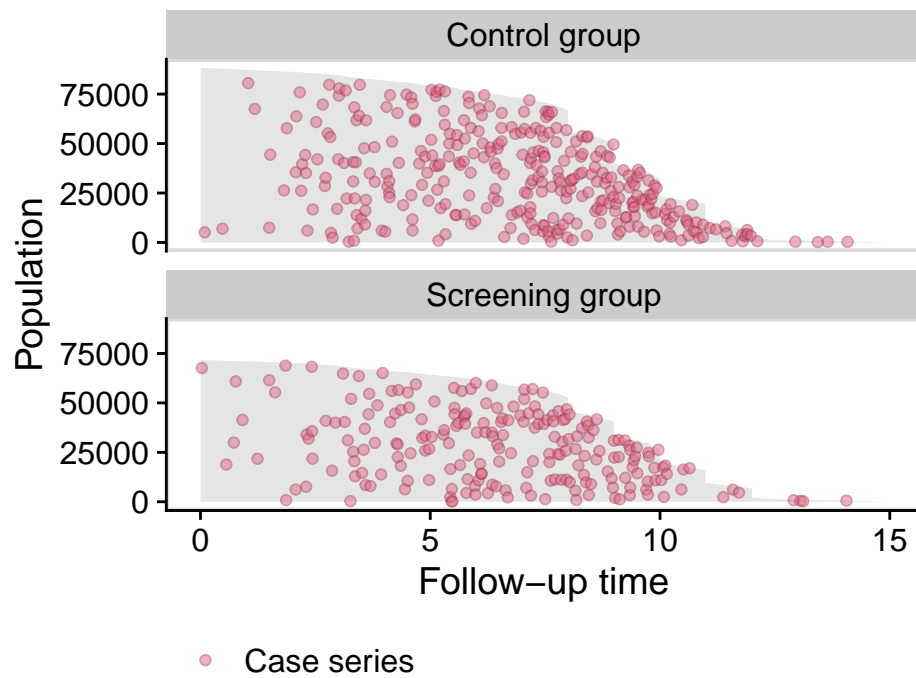 Control group
75000
50000
25000
0
Population
Screening group
75000
50000
25000
0
0 5 10 15
Follow−up time
Case series